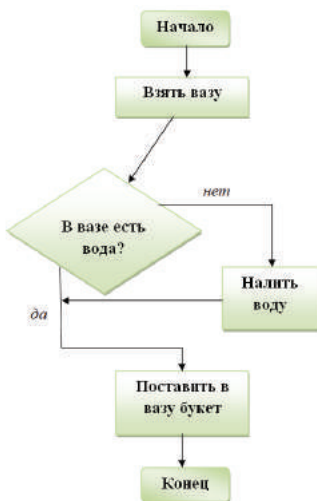 Начало
Взять вазу
нет
В вазе есть
вода?
Налить
воду
да
Поставить в
вазу букет
Конец